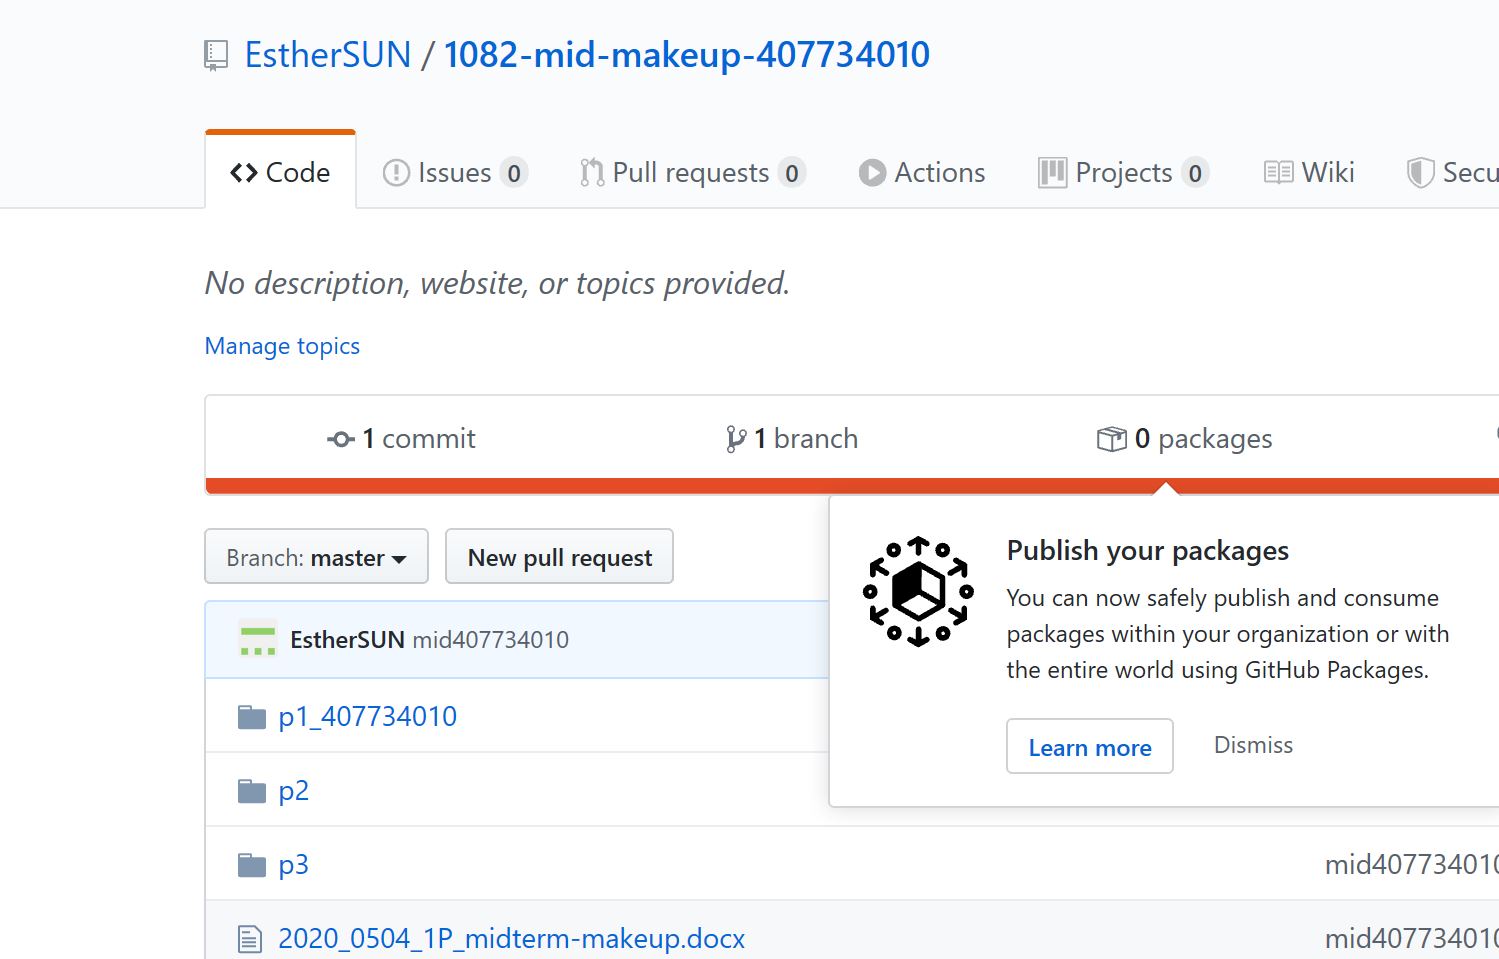 EstherSUN / 1082-mid-makeup-407734010
Code Issues 0 Pull requests 0 Actions Projects 0 Wiki
No description, website, or topics provided.
Manage topics
1 commit 1 branch 0 packages
Branch: master New pull request
Publish your packages
You can now safely publish and consume
packages within your organization or with
the entire world using GitHub Packages.
Learn more Dismiss
EstherSUN mid407734010
p1_407734010
p2
p3 mid407734010
2020_0504_1P_midterm-makeup.docx mid407734010